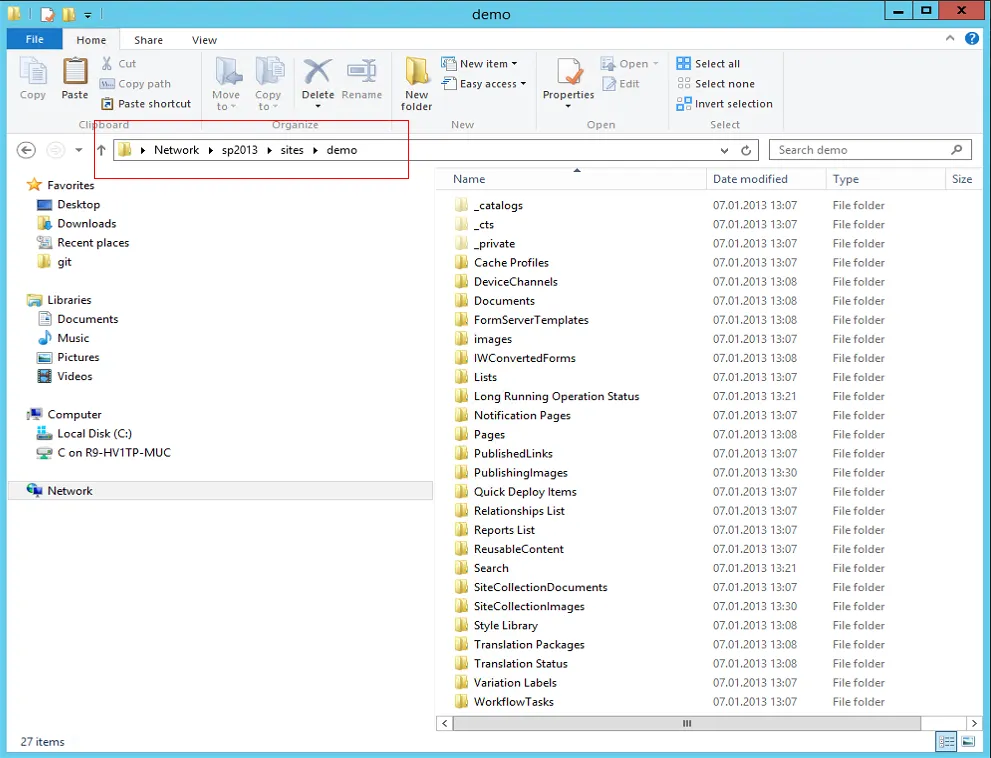 demo
File Home Share View
Copy Paste Cut Copy path Paste shortcut Clipboard
Move to Copy to Delete Rename Organize
New folder New item Easy access New
Properties Open Edit Open
Select all Select none Invert selection Select
Network sp2013 sites demo
Search demo
Favorites
Desktop
Downloads
Recent places
git
Libraries
Documents
Music
Pictures
Videos
Computer
Local Disk (C:)
C on R9-HV1TP-MUC
Network
Name Date modified Type Size
_catalogs 07.01.2013 13:07 File folder
_cts 07.01.2013 13:07 File folder
_private 07.01.2013 13:07 File folder
Cache Profiles 07.01.2013 13:07 File folder
DeviceChannels 07.01.2013 13:08 File folder
Documents 07.01.2013 13:08 File folder
FormServerTemplates 07.01.2013 13:08 File folder
images 07.01.2013 13:07 File folder
IWConvertedForms 07.01.2013 13:08 File folder
Lists 07.01.2013 13:07 File folder
Long Running Operation Status 07.01.2013 13:21 File folder
Notification Pages 07.01.2013 13:07 File folder
Pages 07.01.2013 13:08 File folder
PublishedLinks 07.01.2013 13:07 File folder
PublishingImages 07.01.2013 13:30 File folder
Quick Deploy Items 07.01.2013 13:07 File folder
Relationships List 07.01.2013 13:07 File folder
Reports List 07.01.2013 13:07 File folder
ReusableContent 07.01.2013 13:07 File folder
Search 07.01.2013 13:21 File folder
SiteCollectionDocuments 07.01.2013 13:07 File folder
SiteCollectionImages 07.01.2013 13:30 File folder
Style Library 07.01.2013 13:08 File folder
Translation Packages 07.01.2013 13:08 File folder
Translation Status 07.01.2013 13:08 File folder
Variation Labels 07.01.2013 13:07 File folder
WorkflowTasks 07.01.2013 13:07 File folder
27 items